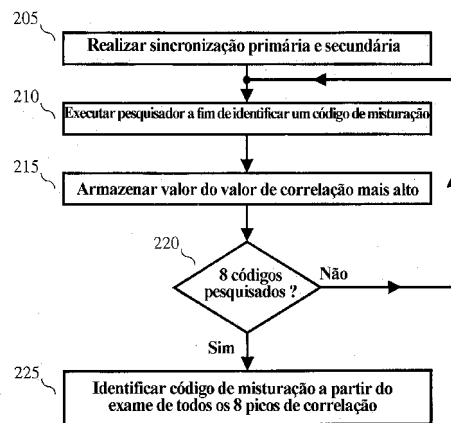 205
Realizar sincronização primária e secundária
210
Executar pesquisador a fim de identificar um código de misturação
215
Armazenar valor do valor de correlação mais alto
220
8 códigos
pesquisados ?
Não
Sim
225
Identificar código de misturação a partir do
exame de todos os 8 picos de correlação